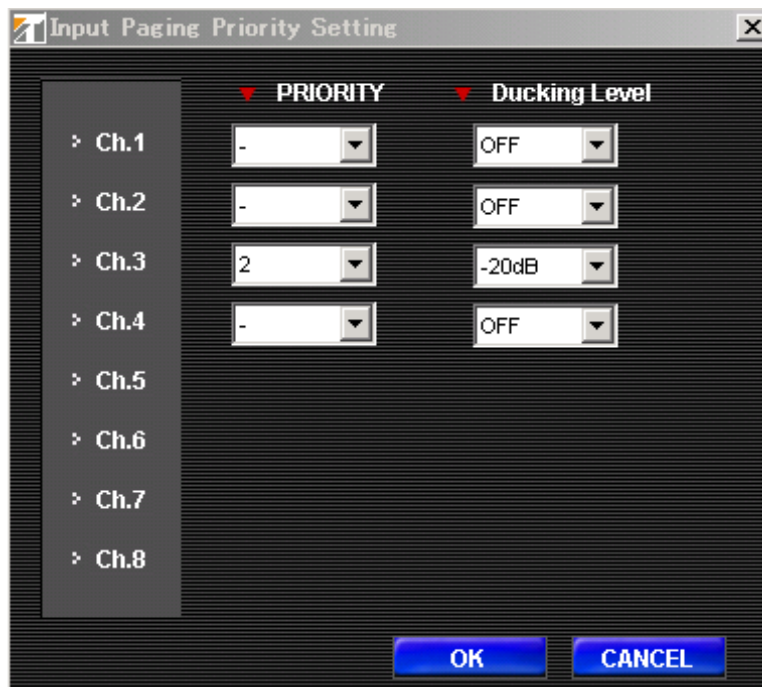 Input Paging Priority Setting
PRIORITY Ducking Level
Ch.1 - OFF
Ch.2 - OFF
Ch.3 2 -20dB
Ch.4 - OFF
Ch.5
Ch.6
Ch.7
Ch.8
OK CANCEL